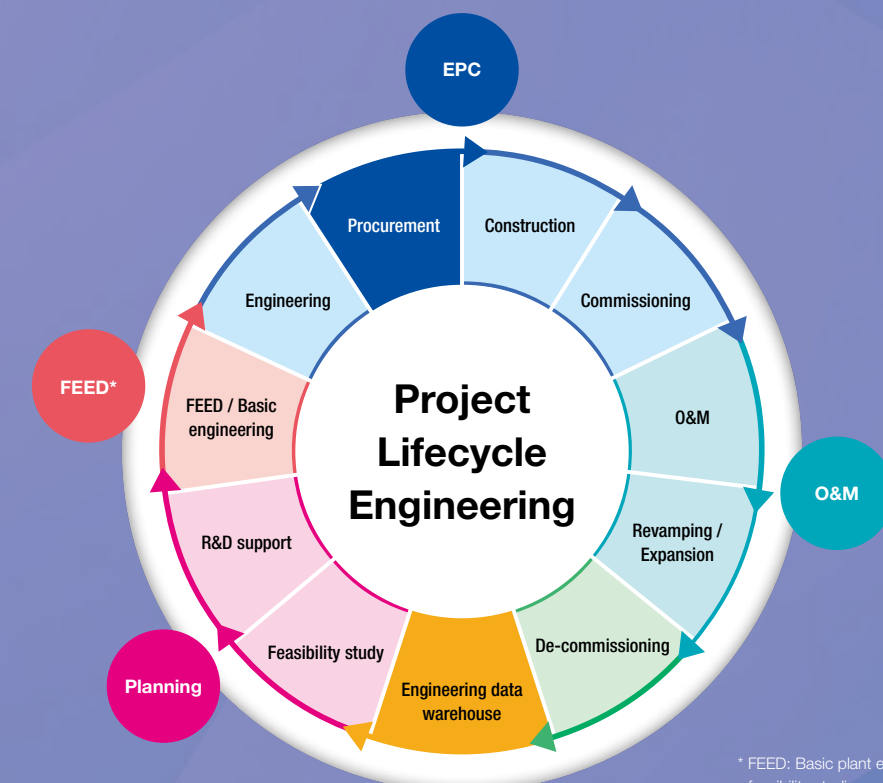 EPC
Procurement
Construction
Engineering
Commissioning
FEED*
FEED / Basic
engineering
Project
Lifecycle
Engineering
O&M
O&M
R&D support
Revamping /
Expansion
Feasibility study
De-commissioning
Planning
Engineering data
warehouse
* FEED: Basic plant e